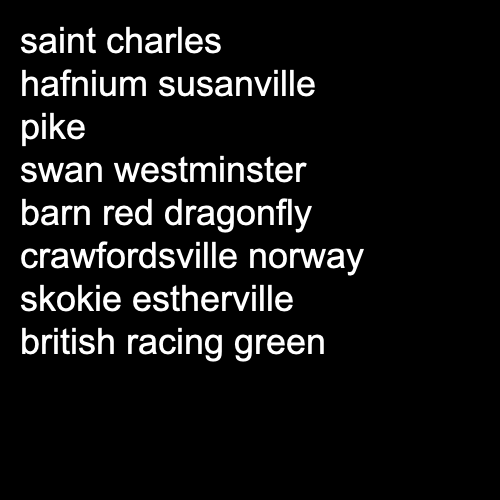 saint charles
hafnium susanville
pike
swan westminster
barn red dragonfly
crawfordsville norway
skokie estherville
british racing green